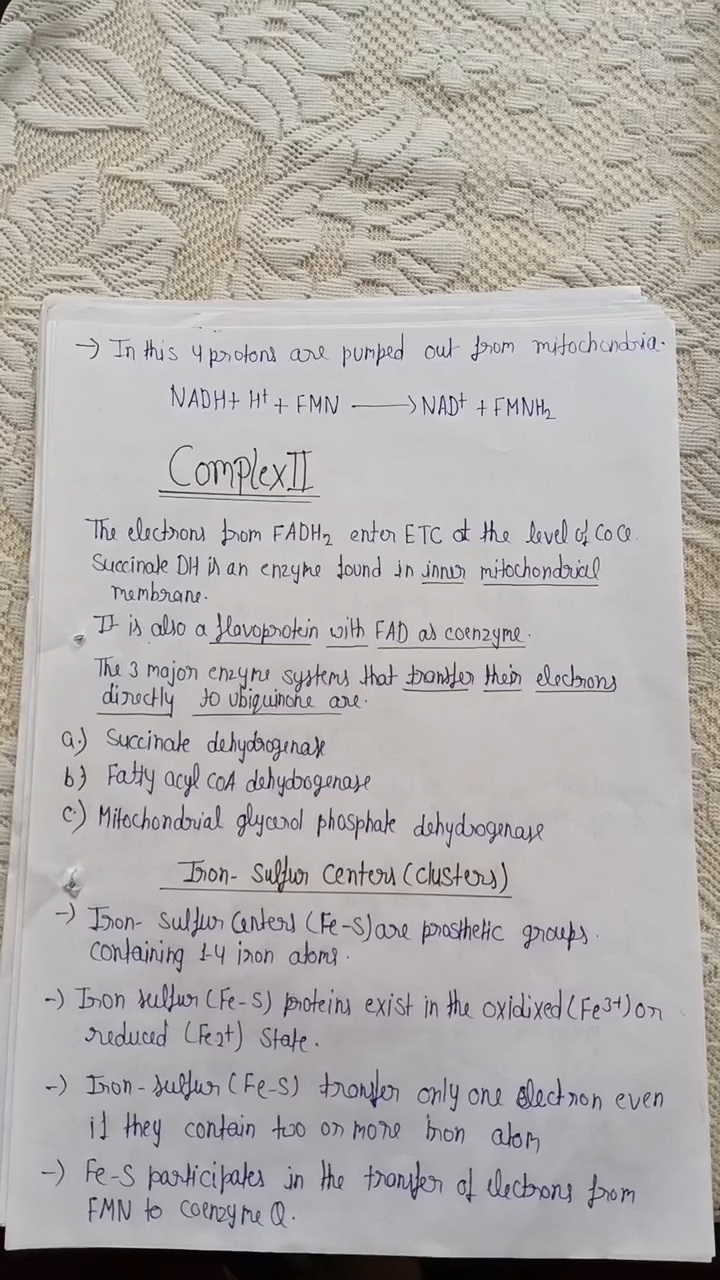 → In this 4 protons are pumped out from mitochondria.
NADH + H⁺ + FMN → NAD⁺ + FMNH₂
Complex II
The electrons from FADH₂ enter ETC at the level of CoQ.
Succinate DH is an enzyme found in inner mitochondrial
membrane.
It is also a flavoprotein with FAD as coenzyme.
The 3 major enzyme systems that transfer their electrons
directly to ubiquinone are.
a.) Succinate dehydrogenase
b) Fatty acyl CoA dehydrogenase
c.) Mitochondrial glycerol phosphate dehydrogenase
Iron-Sulfur Centers (clusters)
→ Iron-sulfur Centers (Fe-S) are prosthetic groups.
containing 1-4 iron atoms.
→ Iron sulfur (Fe-S) proteins exist in the oxidixed (Fe³⁺) or
reduced (Fe2⁺) State.
→ Iron-sulfur (Fe-S) transfer only one electron even
if they contain too or more iron atom
→ Fe-S participates in the transfer of electrons from
FMN to coenzyme Q.